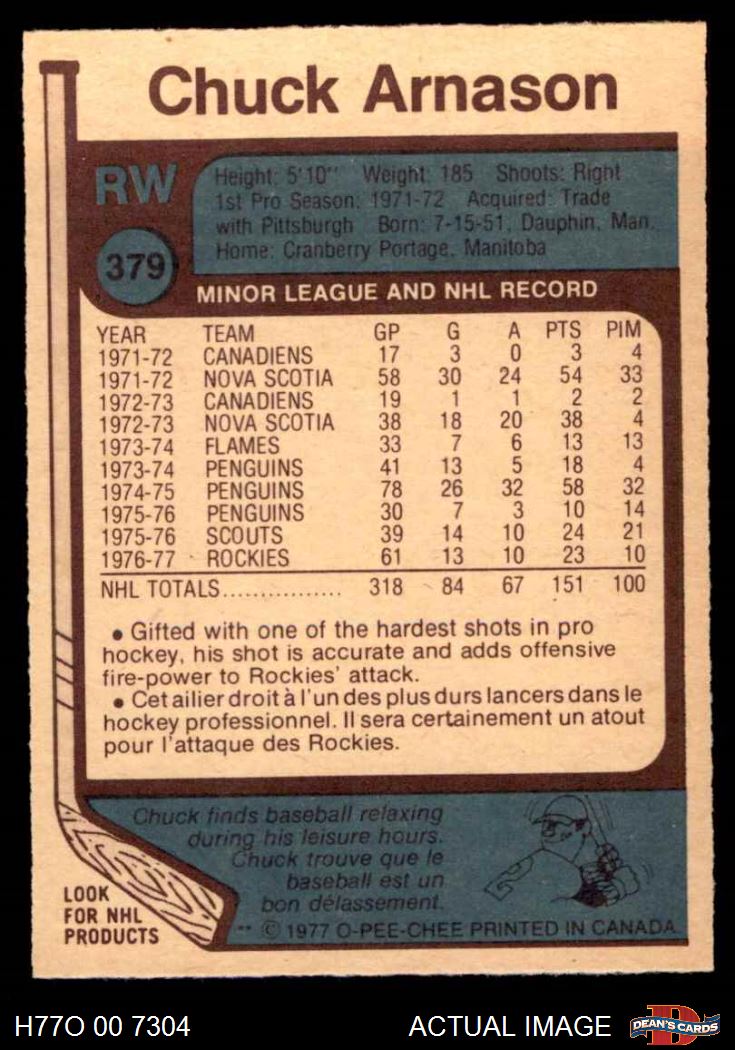 Chuck Arnason
RW
Height: 5'10" Weight: 185 Shoots: Right
1st Pro Season: 1971-72 Acquired: Trade
with Pittsburgh Born: 7-15-51, Dauphin, Man.
Home: Cranberry Portage, Manitoba
379
MINOR LEAGUE AND NHL RECORD
YEAR TEAM GP G A PTS PIM
1971-72 CANADIENS 17 3 0 3 4
1971-72 NOVA SCOTIA 58 30 24 54 33
1972-73 CANADIENS 19 1 1 2 2
1972-73 NOVA SCOTIA 38 18 20 38 4
1973-74 FLAMES 33 7 6 13 13
1973-74 PENGUINS 41 13 5 18 4
1974-75 PENGUINS 78 26 32 58 32
1975-76 PENGUINS 30 7 3 10 14
1975-76 SCOUTS 39 14 10 24 21
1976-77 ROCKIES 61 13 10 23 10
NHL TOTALS................ 318 84 67 151 100
• Gifted with one of the hardest shots in pro
hockey, his shot is accurate and adds offensive
fire-power to Rockies' attack.
• Cet ailier droit à l'un des plus durs lancers dans le
hockey professionnel. Il sera certainement un atout
pour l'attaque des Rockies.
Chuck finds baseball relaxing
during his leisure hours.
Chuck trouve que le
baseball est un
bon délassement.
LOOK
FOR NHL
PRODUCTS
** © 1977 O-PEE-CHEE PRINTED IN CANADA
H77O 00 7304
ACTUAL IMAGE
D
DEAN'S CARDS